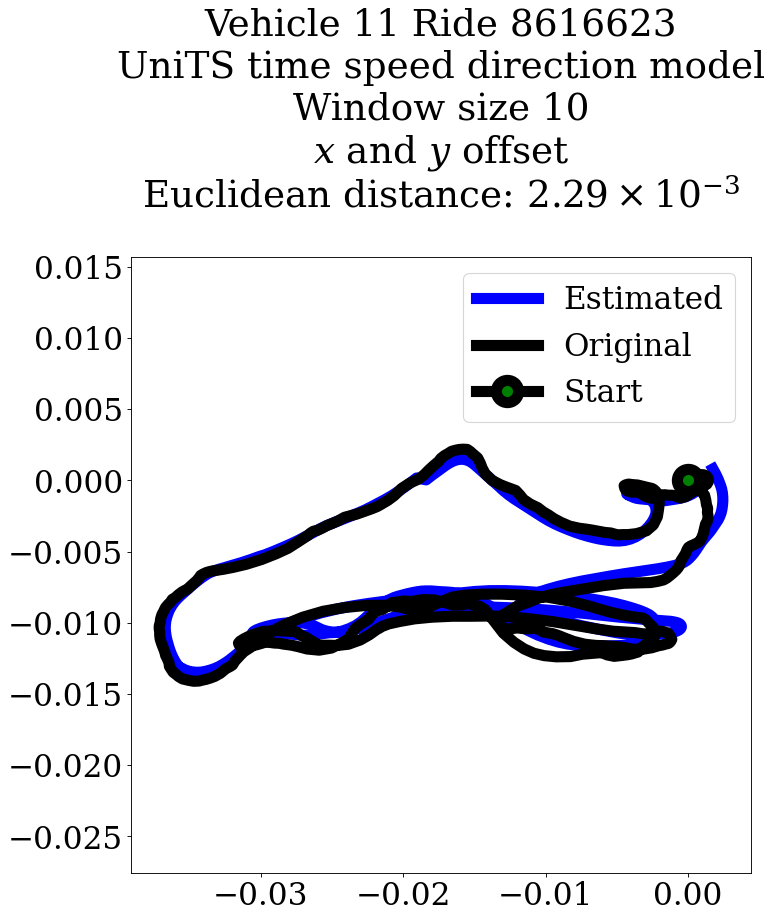 Vehicle 11 Ride 8616623
UniTS time speed direction model
Window size 10
x and y offset
Euclidean distance: 2.29 × 10⁻³
0.015
0.010
0.005
0.000
−0.005
−0.010
−0.015
−0.020
−0.025
Estimated
Original
Start
−0.03 −0.02 −0.01 0.00